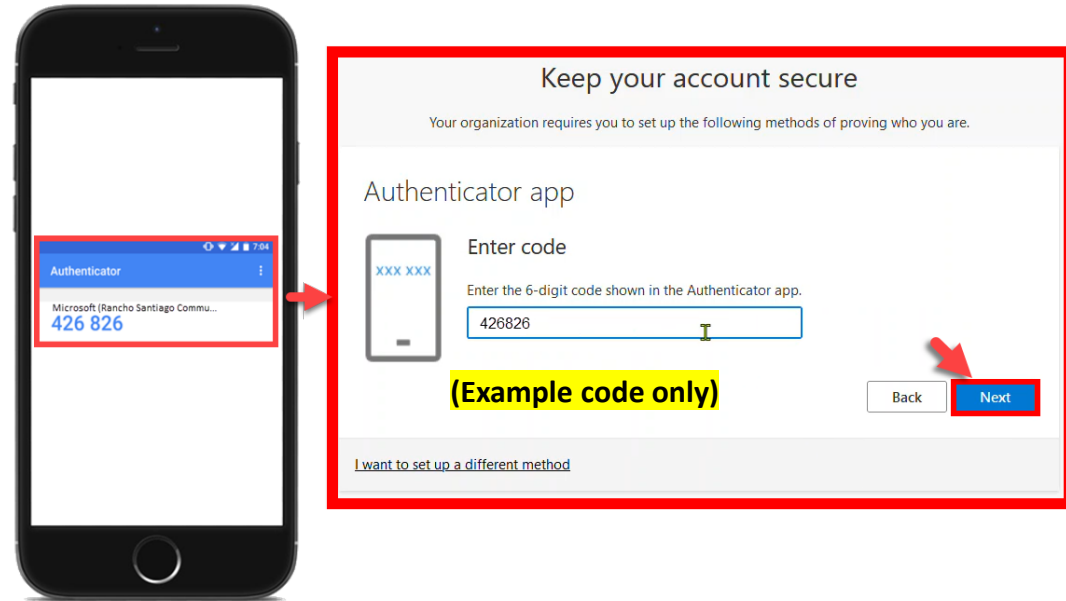 7:04
Authenticator
Microsoft (Rancho Santiago Commu...
426 826
Keep your account secure
Your organization requires you to set up the following methods of proving who you are.
Authenticator app
XXX XXX
Enter code
Enter the 6-digit code shown in the Authenticator app.
426826
(Example code only)
Back
Next
I want to set up a different method